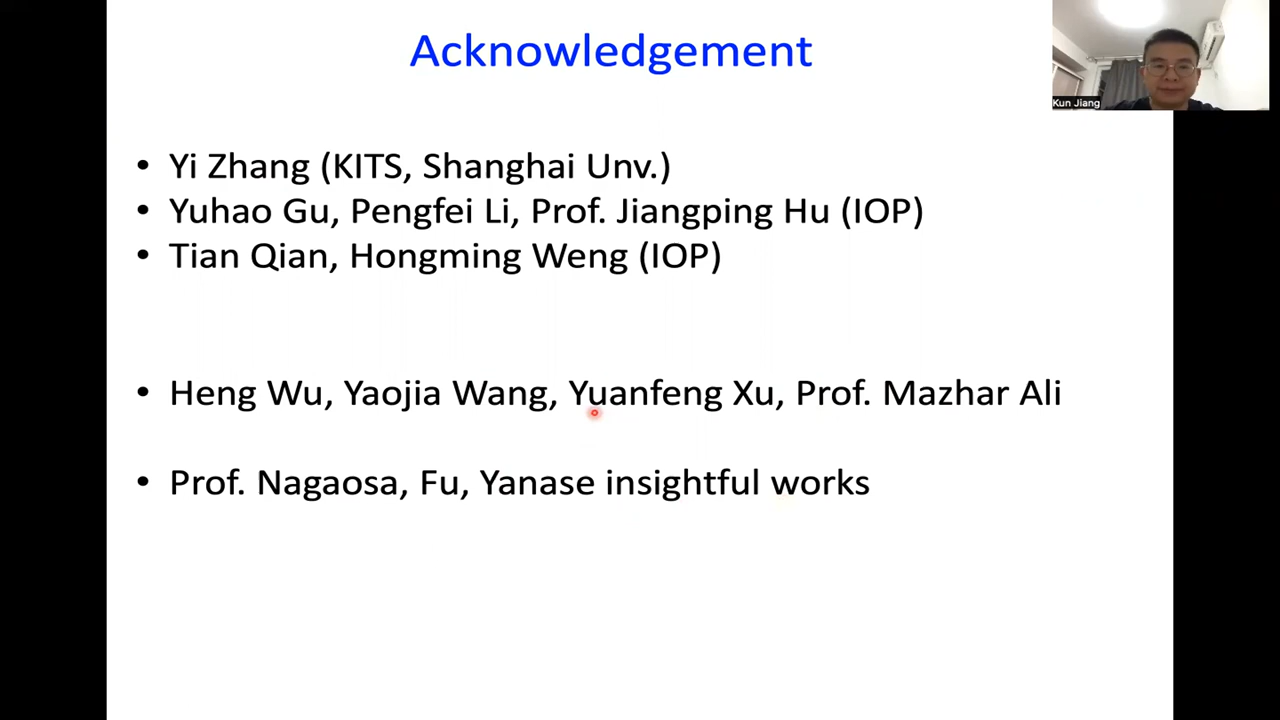 Acknowledgement
Kun Jiang
• Yi Zhang (KITS, Shanghai Unv.)
• Yuhao Gu, Pengfei Li, Prof. Jiangping Hu (IOP)
• Tian Qian, Hongming Weng (IOP)
• Heng Wu, Yaojia Wang, Yuanfeng Xu, Prof. Mazhar Ali
• Prof. Nagaosa, Fu, Yanase insightful works